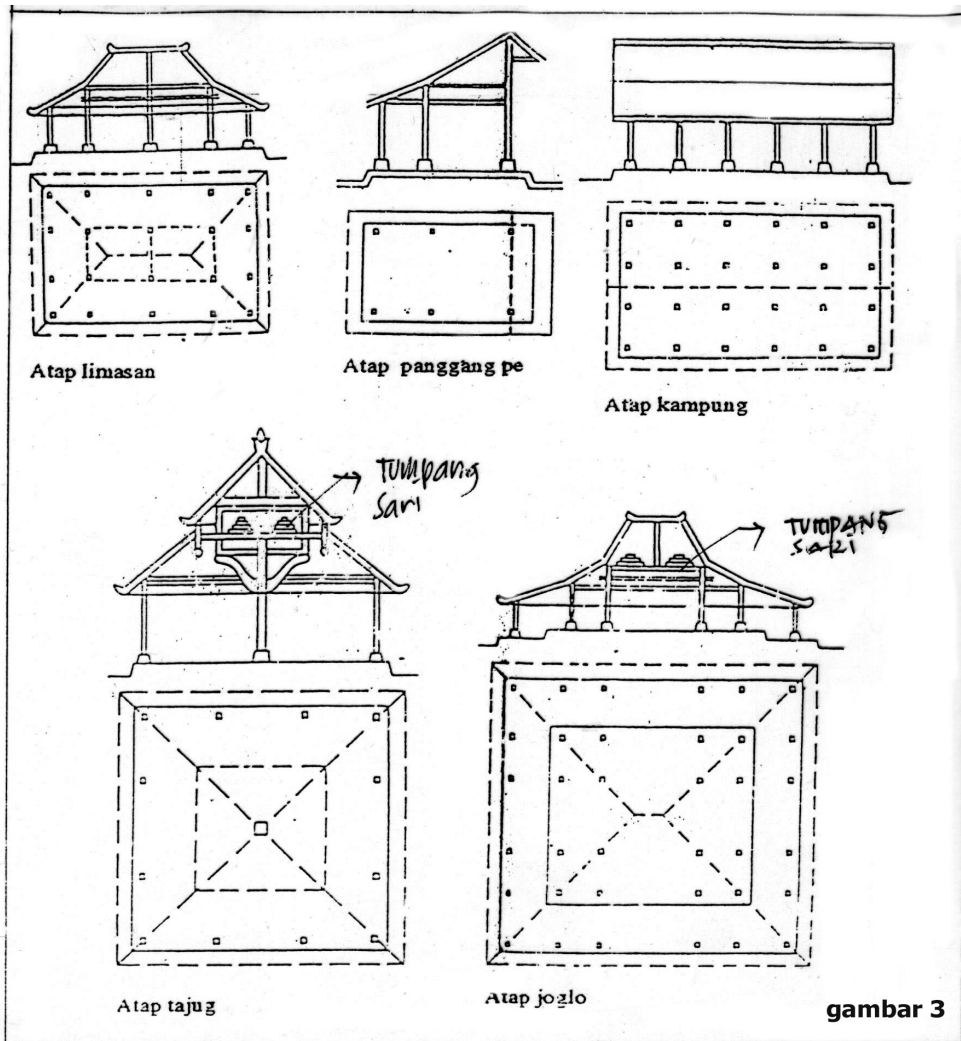 Atap limasan
Atap panggang pe
Atap kampung
Tumpang
Sari
TUMPANG
SARI
Atap tajug
Atap joglo
gambar 3